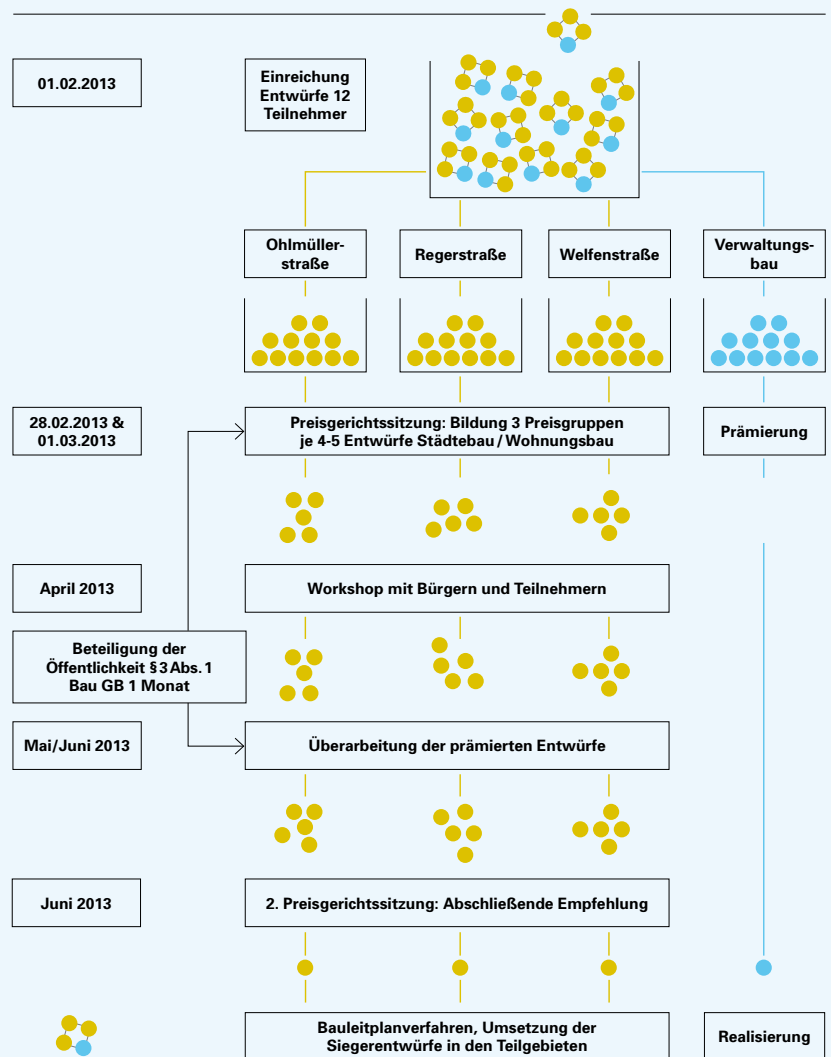 01.02.2013
Einreichung
Entwürfe 12
Teilnehmer
Ohlmüller-
straße
Regerstraße
Welfenstraße
Verwaltungs-
bau
28.02.2013 &
01.03.2013
Preisgerichtssitzung: Bildung 3 Preisgruppen
je 4-5 Entwürfe Städtebau / Wohnungsbau
Prämierung
April 2013
Workshop mit Bürgern und Teilnehmern
Beteiligung der
Öffentlichkeit § 3 Abs. 1
Bau GB 1 Monat
Mai/Juni 2013
Überarbeitung der prämierten Entwürfe
Juni 2013
2. Preisgerichtssitzung: Abschließende Empfehlung
Bauleitplanverfahren, Umsetzung der
Siegerentwürfe in den Teilgebieten
Realisierung